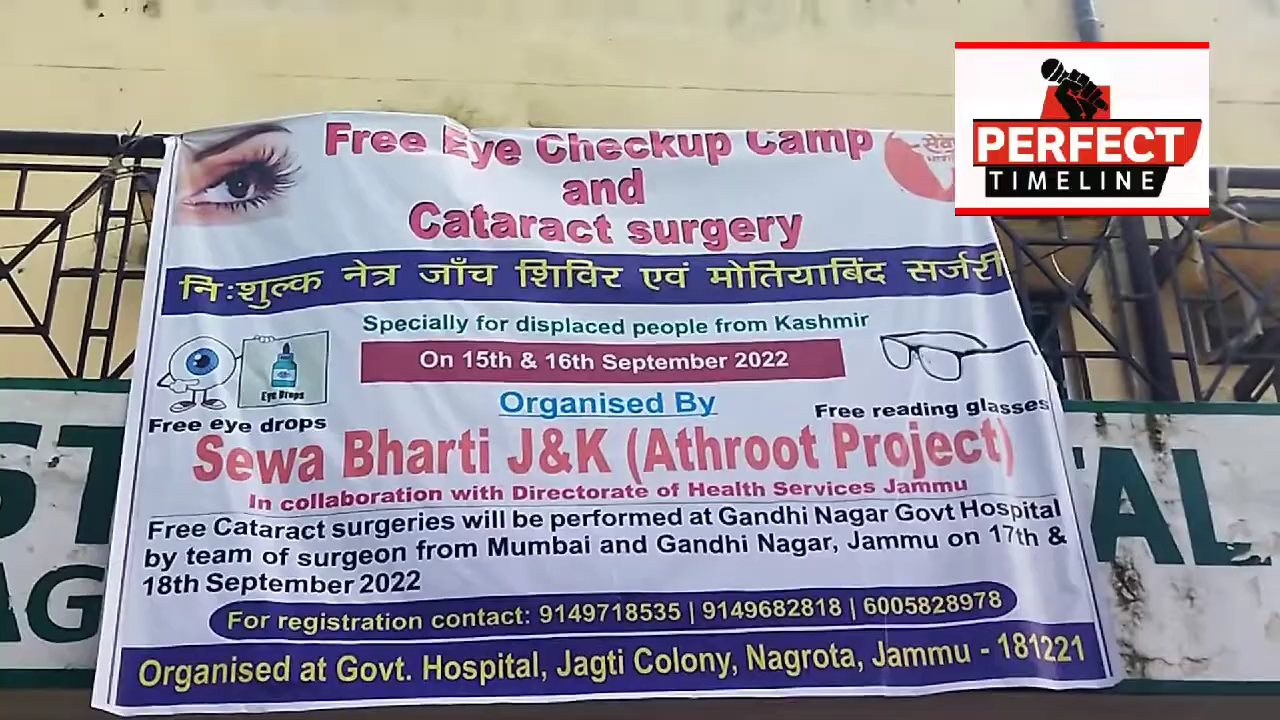 Free Eye Checkup Camp
and
Cataract surgery
PERFECT
TIMELINE
निःशुल्क नेत्र जाँच शिविर एवं मोतियाबिंद सर्जरी
Specially for displaced people from Kashmir
On 15th & 16th September 2022
Eye Drops
Organised By
Free eye drops
Free reading glasses
Sewa Bharti J&K (Athroot Project)
In collaboration with Directorate of Health Services Jammu
Free Cataract surgeries will be performed at Gandhi Nagar Govt Hospital
by team of surgeon from Mumbai and Gandhi Nagar, Jammu on 17th &
18th September 2022
For registration contact: 9149718535 | 9149682818 | 6005828978
Organised at Govt. Hospital, Jagti Colony, Nagrota, Jammu - 181221